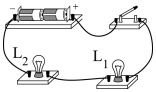 − +
L₂ L₁